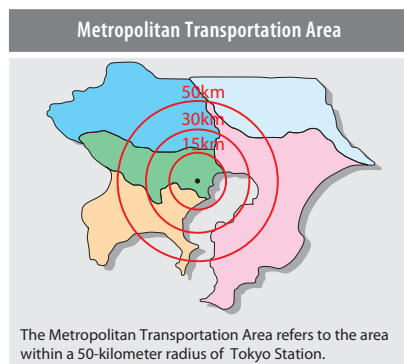 Metropolitan Transportation Area
50km
30km
15km
The Metropolitan Transportation Area refers to the area
within a 50-kilometer radius of Tokyo Station.